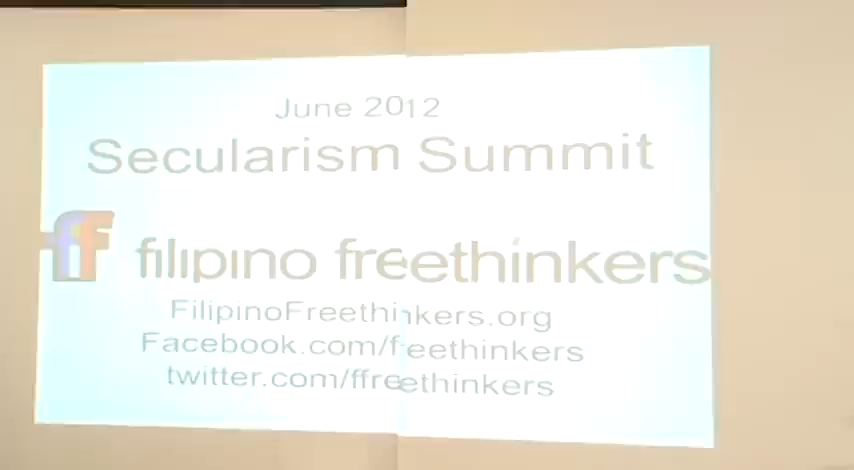 June 2012
Secularism Summit
ff filipino freethinkers
FilipinoFreethinkers.org
Facebook.com/freethinkers
twitter.com/ffreethinkers